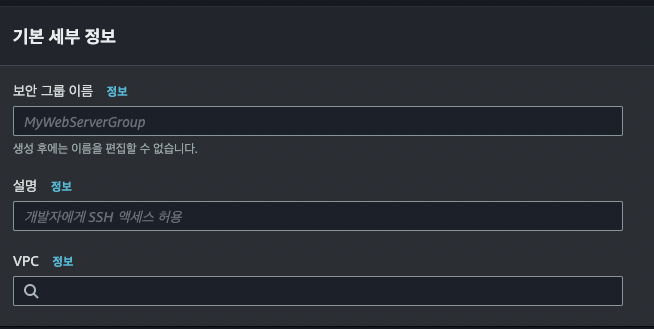 기본 세부 정보
보안 그룹 이름 정보
MyWebServerGroup
생성 후에는 이름을 편집할 수 없습니다.
설명 정보
개발자에게 SSH 액세스 허용
VPC 정보